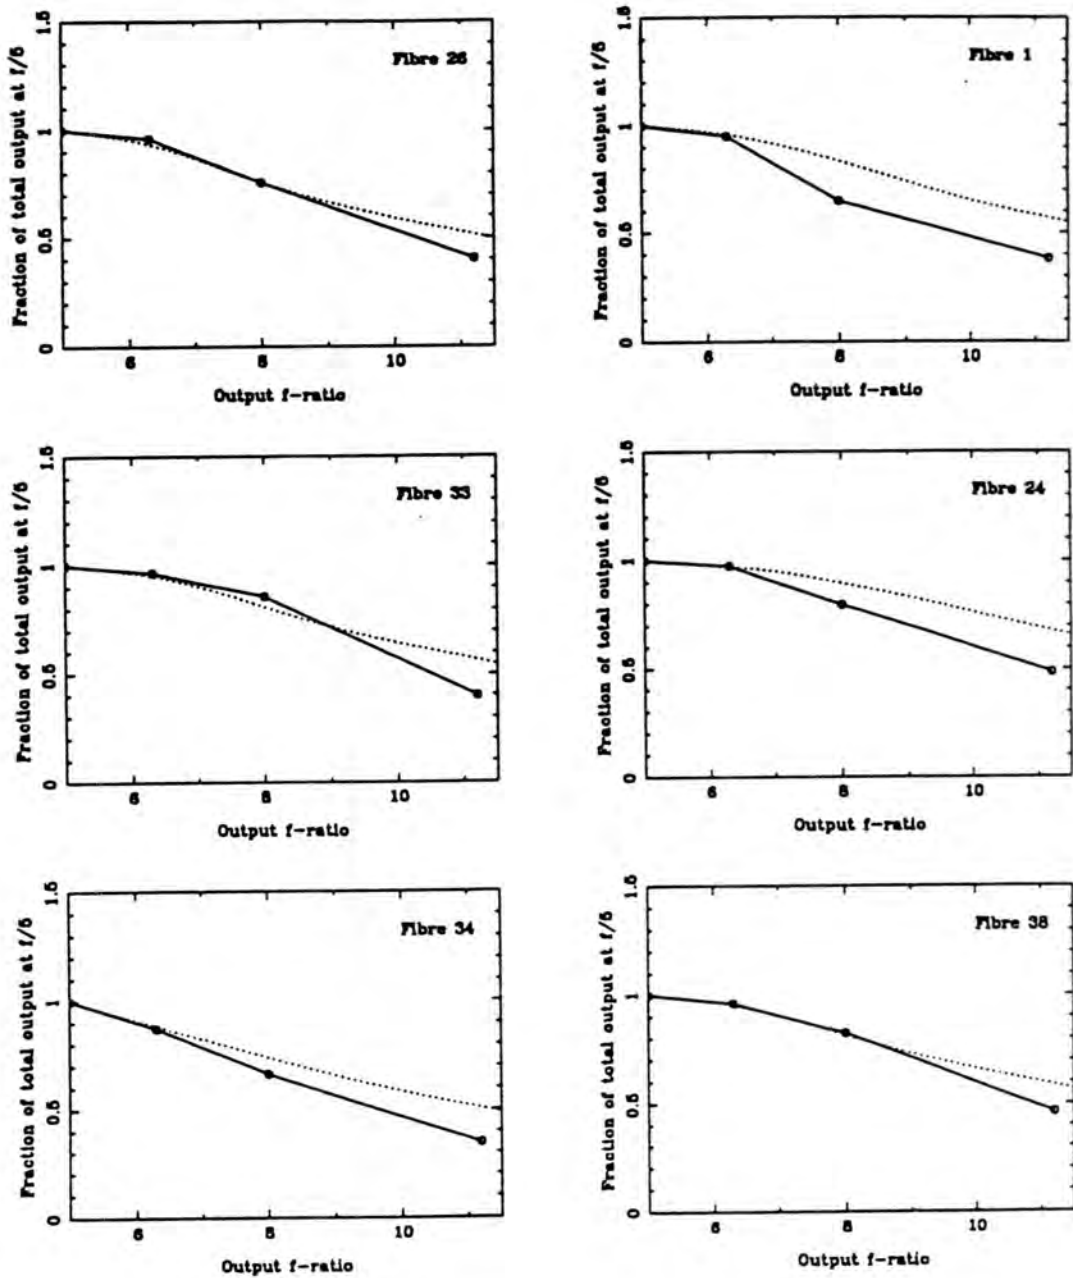 Fraction of total output at f/5
1.5
1
0.5
0
Fibre 26
6
8
10
Output f-ratio
Fraction of total output at f/5
1.5
1
0.5
0
Fibre 1
6
8
10
Output f-ratio
Fraction of total output at f/5
1.5
1
0.5
0
Fibre 33
6
8
10
Output f-ratio
Fraction of total output at f/5
1.5
1
0.5
0
Fibre 24
6
8
10
Output f-ratio
Fraction of total output at f/5
1.5
1
0.5
0
Fibre 34
6
8
10
Output f-ratio
Fraction of total output at f/5
1.5
1
0.5
0
Fibre 38
6
8
10
Output f-ratio